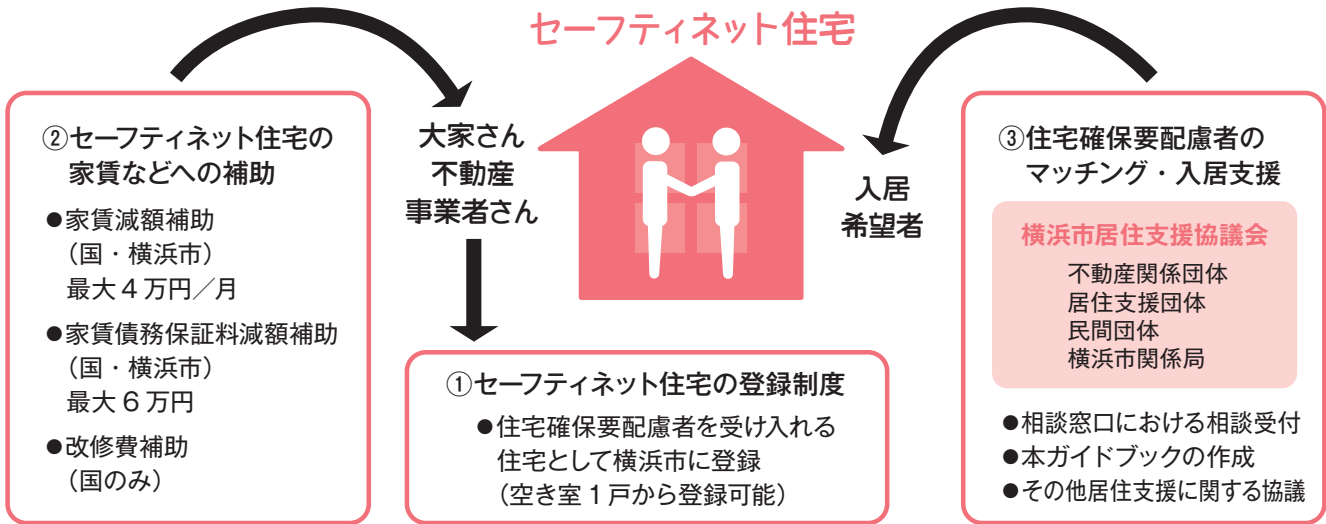 セーフティネット住宅
②セーフティネット住宅の
家賃などへの補助
●家賃減額補助
（国・横浜市）
最大４万円／月
●家賃債務保証料減額補助
（国・横浜市）
最大６万円
●改修費補助
（国のみ）
大家さん
不動産
事業者さん
入居
希望者
①セーフティネット住宅の登録制度
●住宅確保要配慮者を受け入れる
住宅として横浜市に登録
（空き室１戸から登録可能）
③住宅確保要配慮者の
マッチング・入居支援
横浜市居住支援協議会
不動産関係団体
居住支援団体
民間団体
横浜市関係局
●相談窓口における相談受付
●本ガイドブックの作成
●その他居住支援に関する協議